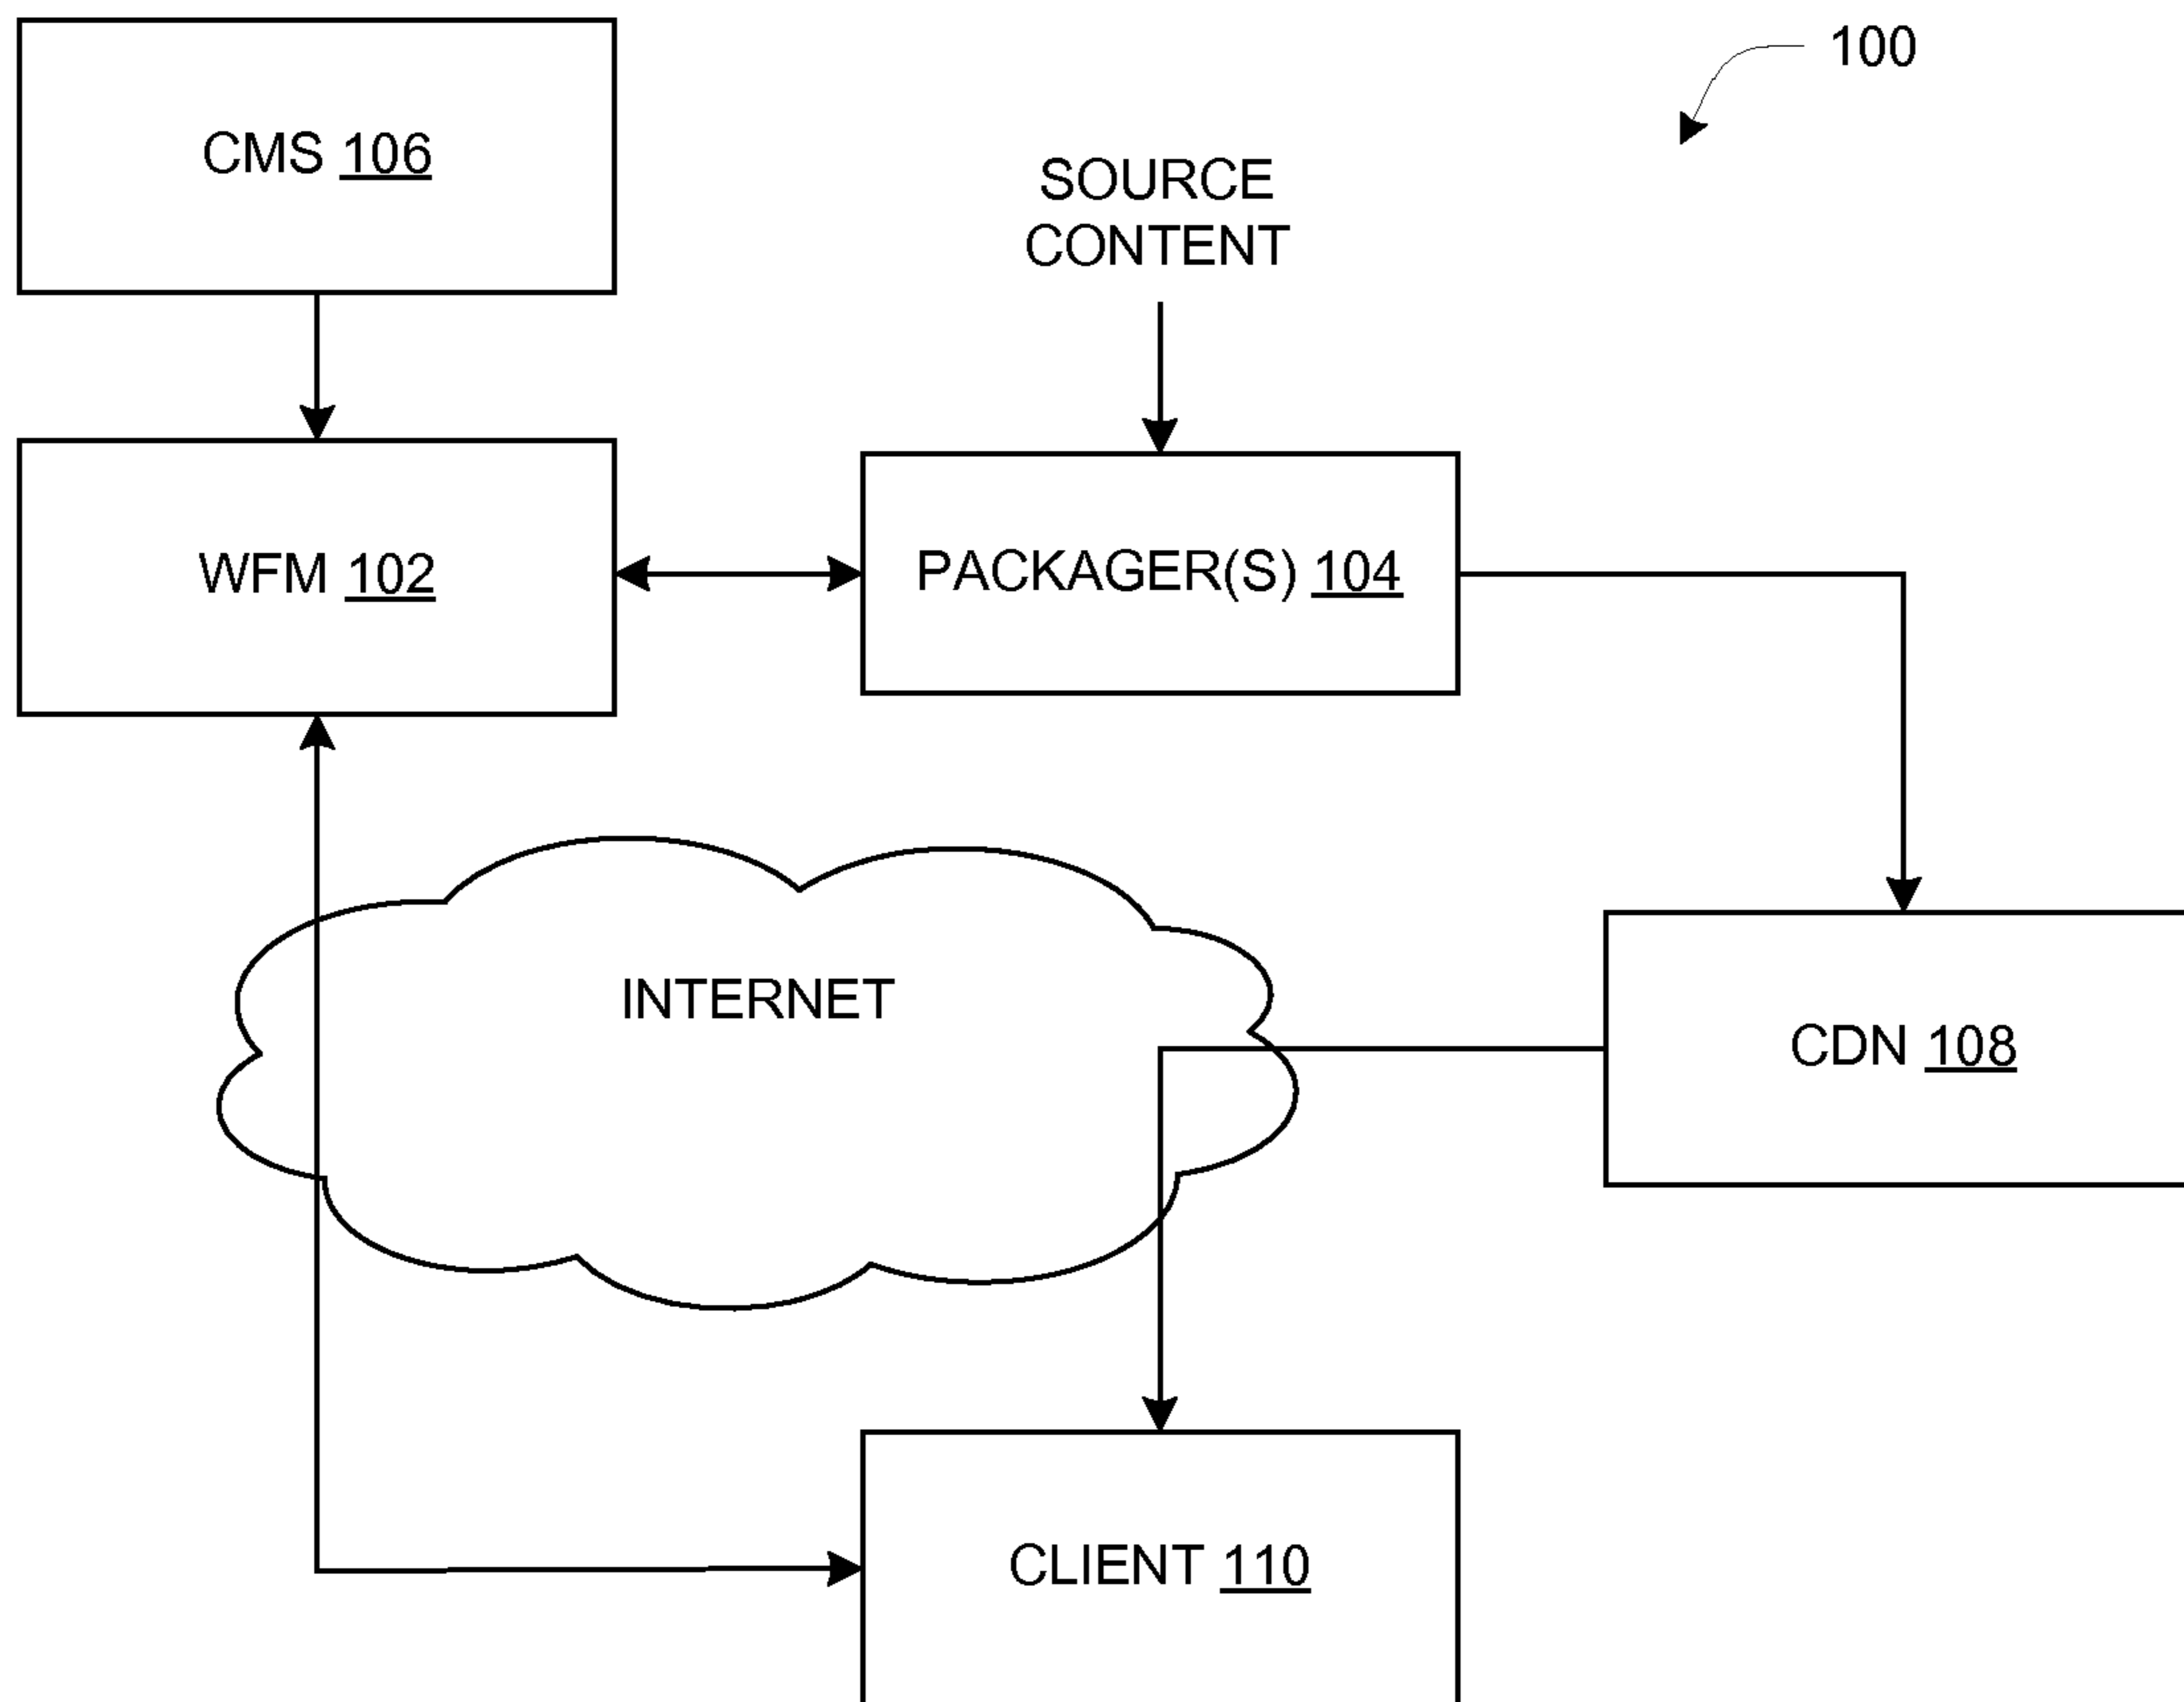 100
CMS 106
SOURCE
CONTENT
WFM 102
PACKAGER(S) 104
INTERNET
CDN 108
CLIENT 110